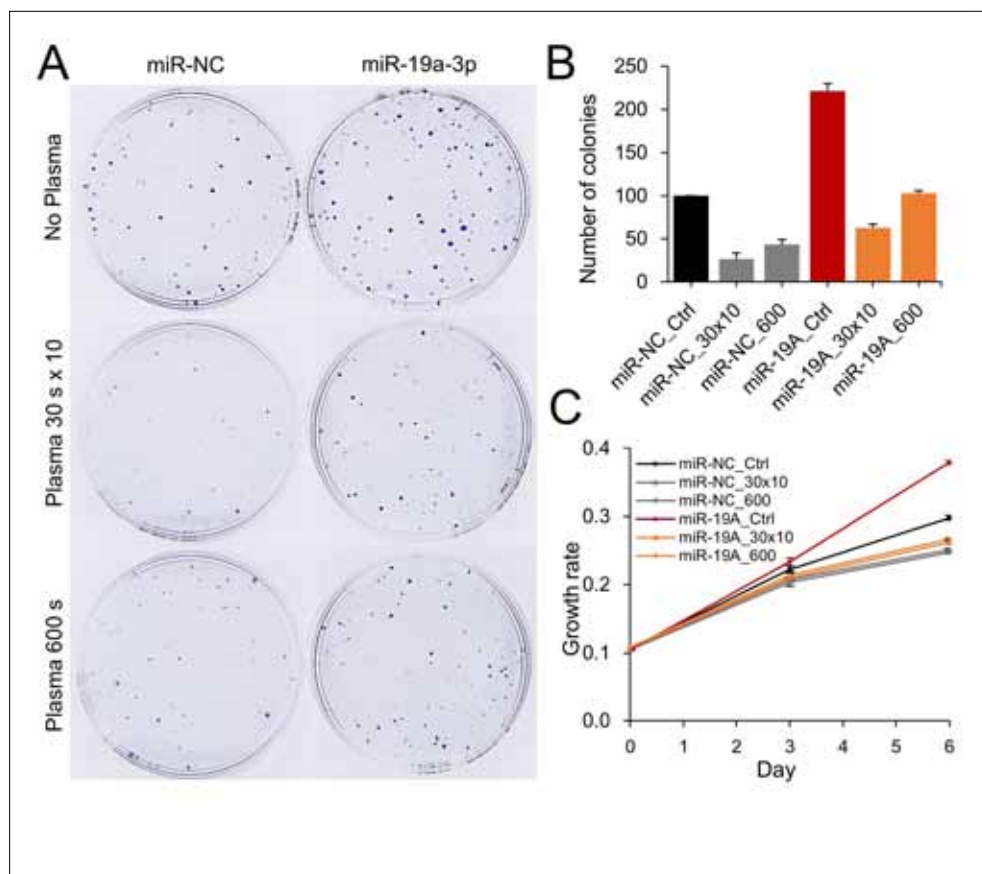 A
miR-NC
miR-19a-3p
No Plasma
Plasma 30 s x 10
Plasma 600 s
B
Number of colonies
250
200
150
100
50
0
miR-NC_Ctrl
miR-NC_30x10
miR-NC_600
miR-19A_Ctrl
miR-19A_30x10
miR-19A_600
C
Growth rate
0.4
0.3
0.2
0.1
0.0
miR-NC_Ctrl
miR-NC_30x10
miR-NC_600
miR-19A_Ctrl
miR-19A_30x10
miR-19A_600
0 1 2 3 4 5 6
Day